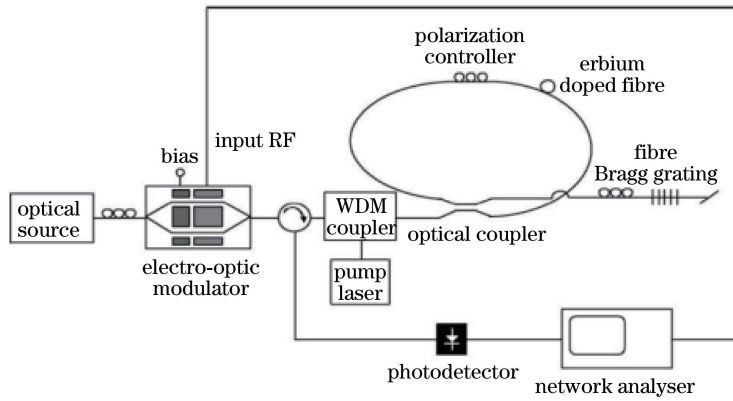 polarization
controller
erbium
doped fibre
input RF
bias
fibre
Bragg grating
optical
source
WDM
coupler
optical coupler
electro-optic
modulator
pump
laser
photodetector
network analyser